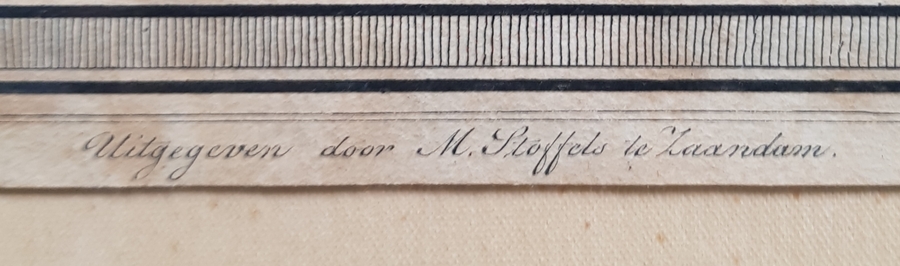 Uitgegeven door M. Stoffels te Zaandam.